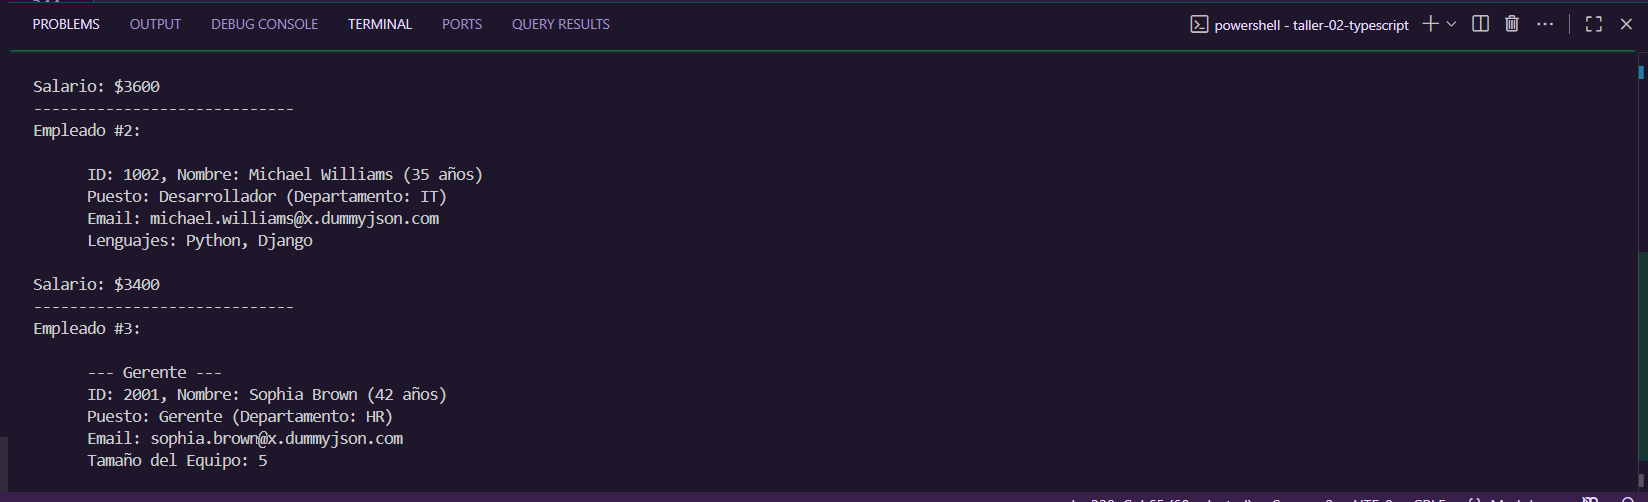 PROBLEMS OUTPUT DEBUG CONSOLE TERMINAL PORTS QUERY RESULTS powershell - taller-02-typescript
Salario: $3600
-----------------------------
Empleado #2:
ID: 1002, Nombre: Michael Williams (35 años)
Puesto: Desarrollador (Departamento: IT)
Email: michael.williams@x.dummyjson.com
Lenguajes: Python, Django
Salario: $3400
-----------------------------
Empleado #3:
--- Gerente ---
ID: 2001, Nombre: Sophia Brown (42 años)
Puesto: Gerente (Departamento: HR)
Email: sophia.brown@x.dummyjson.com
Tamaño del Equipo: 5